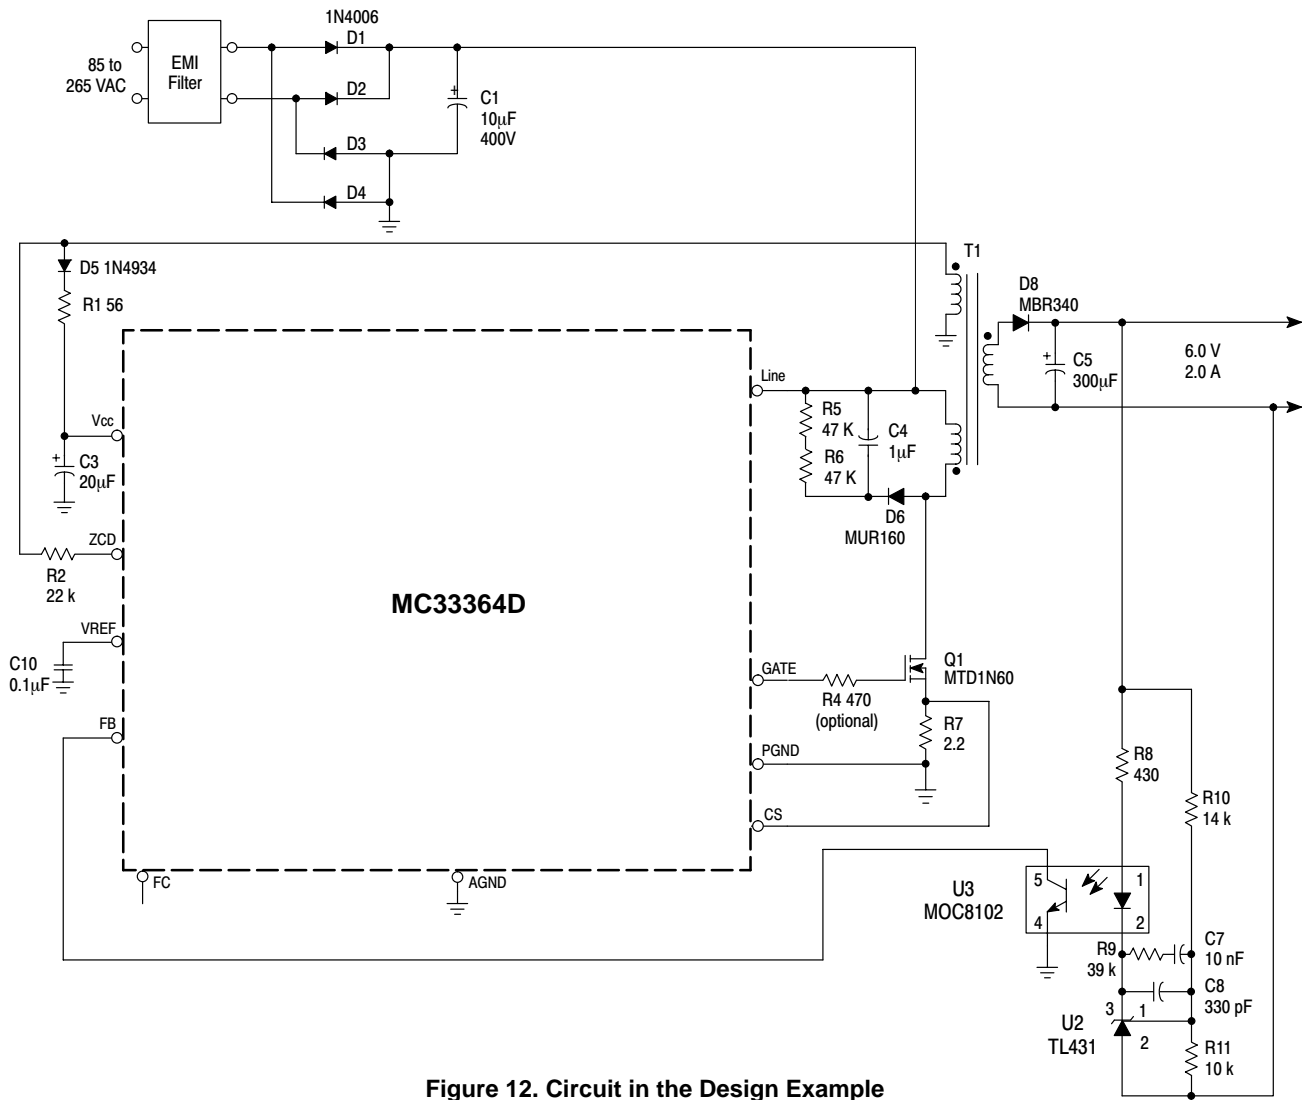 1N4006
D1
85 to
265 VAC
EMI
Filter
D2
+
C1
10µF
400V
D3
D4
T1
D5 1N4934
R1 56
D8
MBR340
Line
+
C5
300µF
6.0 V
2.0 A
Vcc
+
C3
20µF
R5
47 K
C4
1µF
R6
47 K
D6
MUR160
ZCD
R2
22 k
MC33364D
VREF
C10
0.1µF
GATE
R4 470
(optional)
Q1
MTD1N60
FB
R7
2.2
PGND
R8
430
R10
14 k
CS
FC
AGND
U3
MOC8102
5
1
4
2
R9
39 k
C7
10 nF
C8
330 pF
3
1
2
U2
TL431
R11
10 k
Figure 12. Circuit in the Design Example